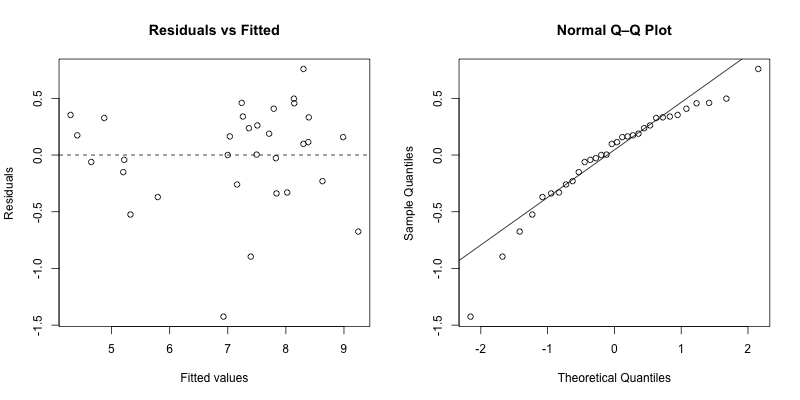 Residuals vs Fitted
Residuals
0.5
0.0
-0.5
-1.0
-1.5
5 6 7 8 9
Fitted values
Normal Q–Q Plot
Sample Quantiles
0.5
0.0
-0.5
-1.0
-1.5
-2 -1 0 1 2
Theoretical Quantiles